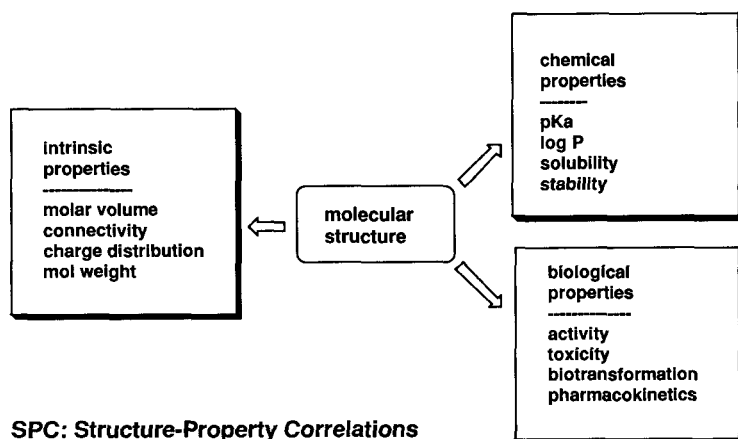 intrinsic
properties
molar volume
connectivity
charge distribution
mol weight
molecular
structure
chemical
properties
pKa
log P
solubility
stability
biological
properties
activity
toxicity
biotransformation
pharmacokinetics
SPC: Structure-Property Correlations